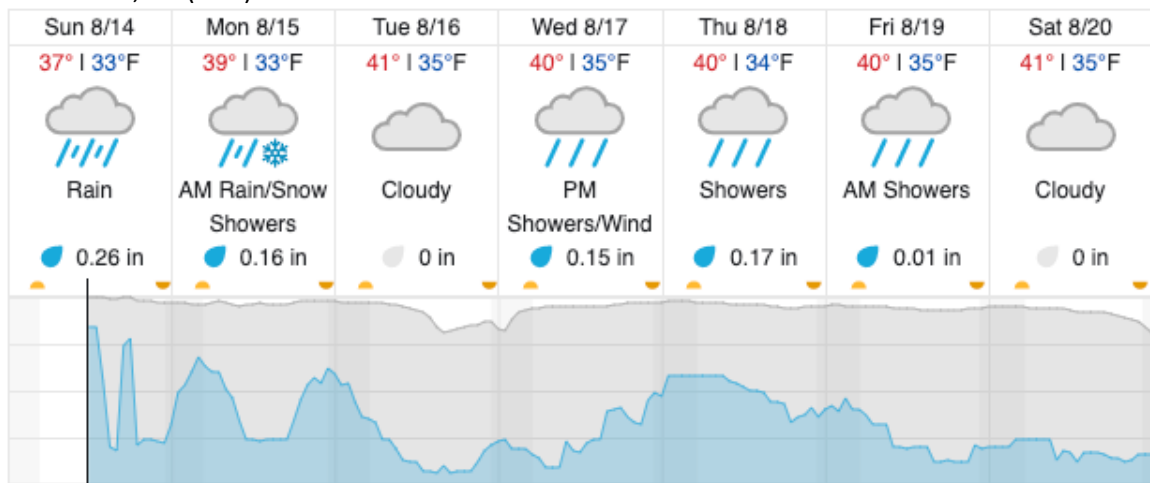 Sun 8/14
37° | 33°F
Rain
0.26 in
Mon 8/15
39° | 33°F
AM Rain/Snow
Showers
0.16 in
Tue 8/16
41° | 35°F
Cloudy
0 in
Wed 8/17
40° | 35°F
PM
Showers/Wind
0.15 in
Thu 8/18
40° | 34°F
Showers
0.17 in
Fri 8/19
40° | 35°F
AM Showers
0.01 in
Sat 8/20
41° | 35°F
Cloudy
0 in